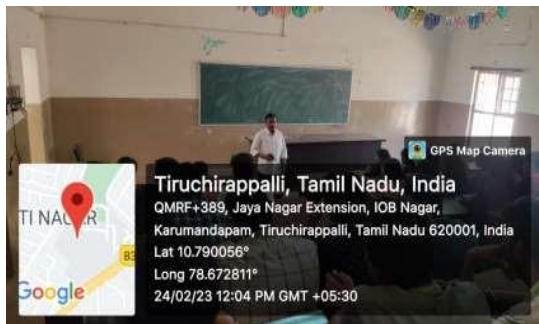 GPS Map Camera
Tiruchirappalli, Tamil Nadu, India
QMRF+389, Jaya Nagar Extension, IOB Nagar,
Karumandapam, Tiruchirappalli, Tamil Nadu 620001, India
Lat 10.790056°
Long 78.672811°
24/02/23 12:04 PM GMT +05:30
TI NAGAR
Google